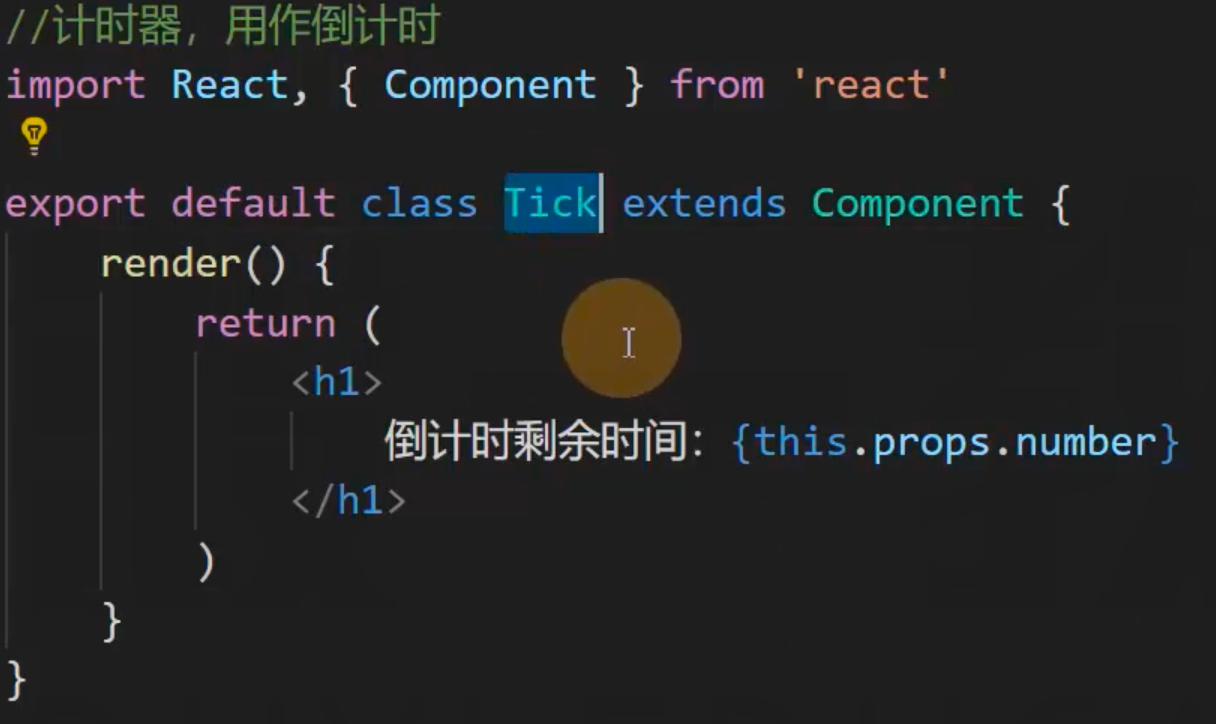 //计时器，用作倒计时
import React, { Component } from 'react'
export default class Tick extends Component {
render() {
return (
<h1>
倒计时剩余时间：{this.props.number}
</h1>
)
}
}